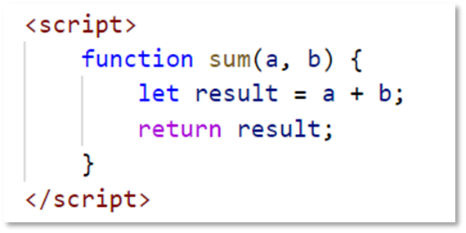 <script>
function sum(a, b) {
let result = a + b;
return result;
}
</script>